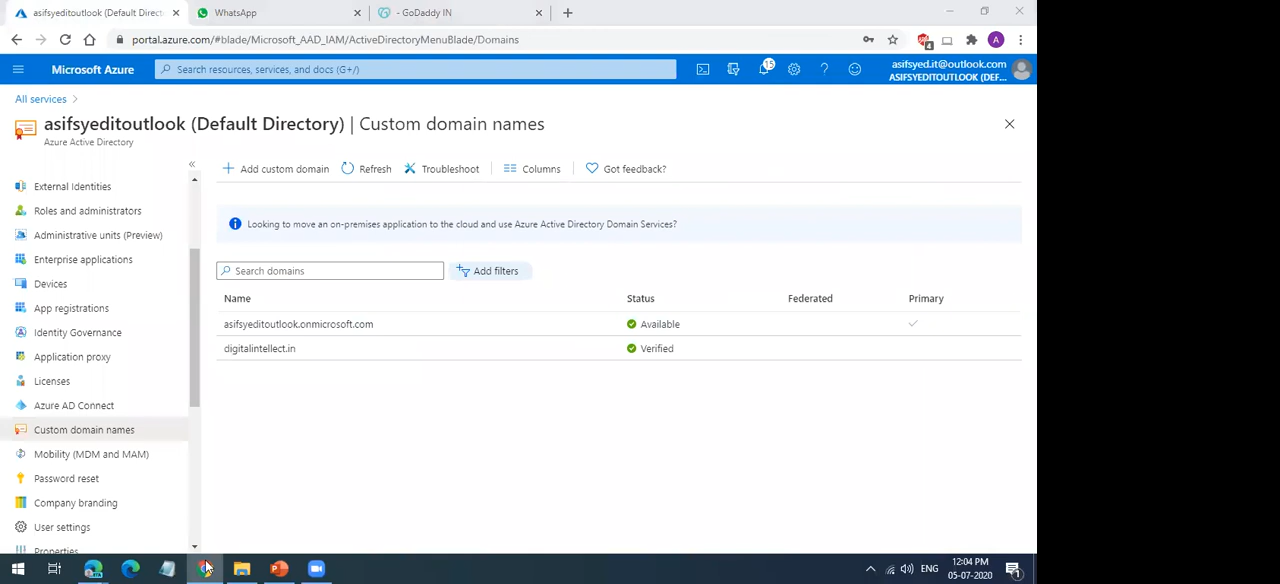 asifsyeditoutlook (Default Direct
WhatsApp
- GoDaddy IN
portal.azure.com/#blade/Microsoft_AAD_IAM/ActiveDirectoryMenuBlade/Domains
4
A
Microsoft Azure
Search resources, services, and docs (G+/)
15
asifsyed.it@outlook.com
ASIFSYEDITOUTLOOK (DEF...
All services
asifsyeditoutlook (Default Directory) | Custom domain names
Azure Active Directory
External Identities
Roles and administrators
Administrative units (Preview)
Enterprise applications
Devices
App registrations
Identity Governance
Application proxy
Licenses
Azure AD Connect
Custom domain names
Mobility (MDM and MAM)
Password reset
Company branding
User settings
Properties
Add custom domain
Refresh
Troubleshoot
Columns
Got feedback?
Looking to move an on-premises application to the cloud and use Azure Active Directory Domain Services?
Search domains
Add filters
Name Status Federated Primary
asifsyeditoutlook.onmicrosoft.com Available
digitalintellect.in Verified
ENG
12:04 PM
05-07-2020
1